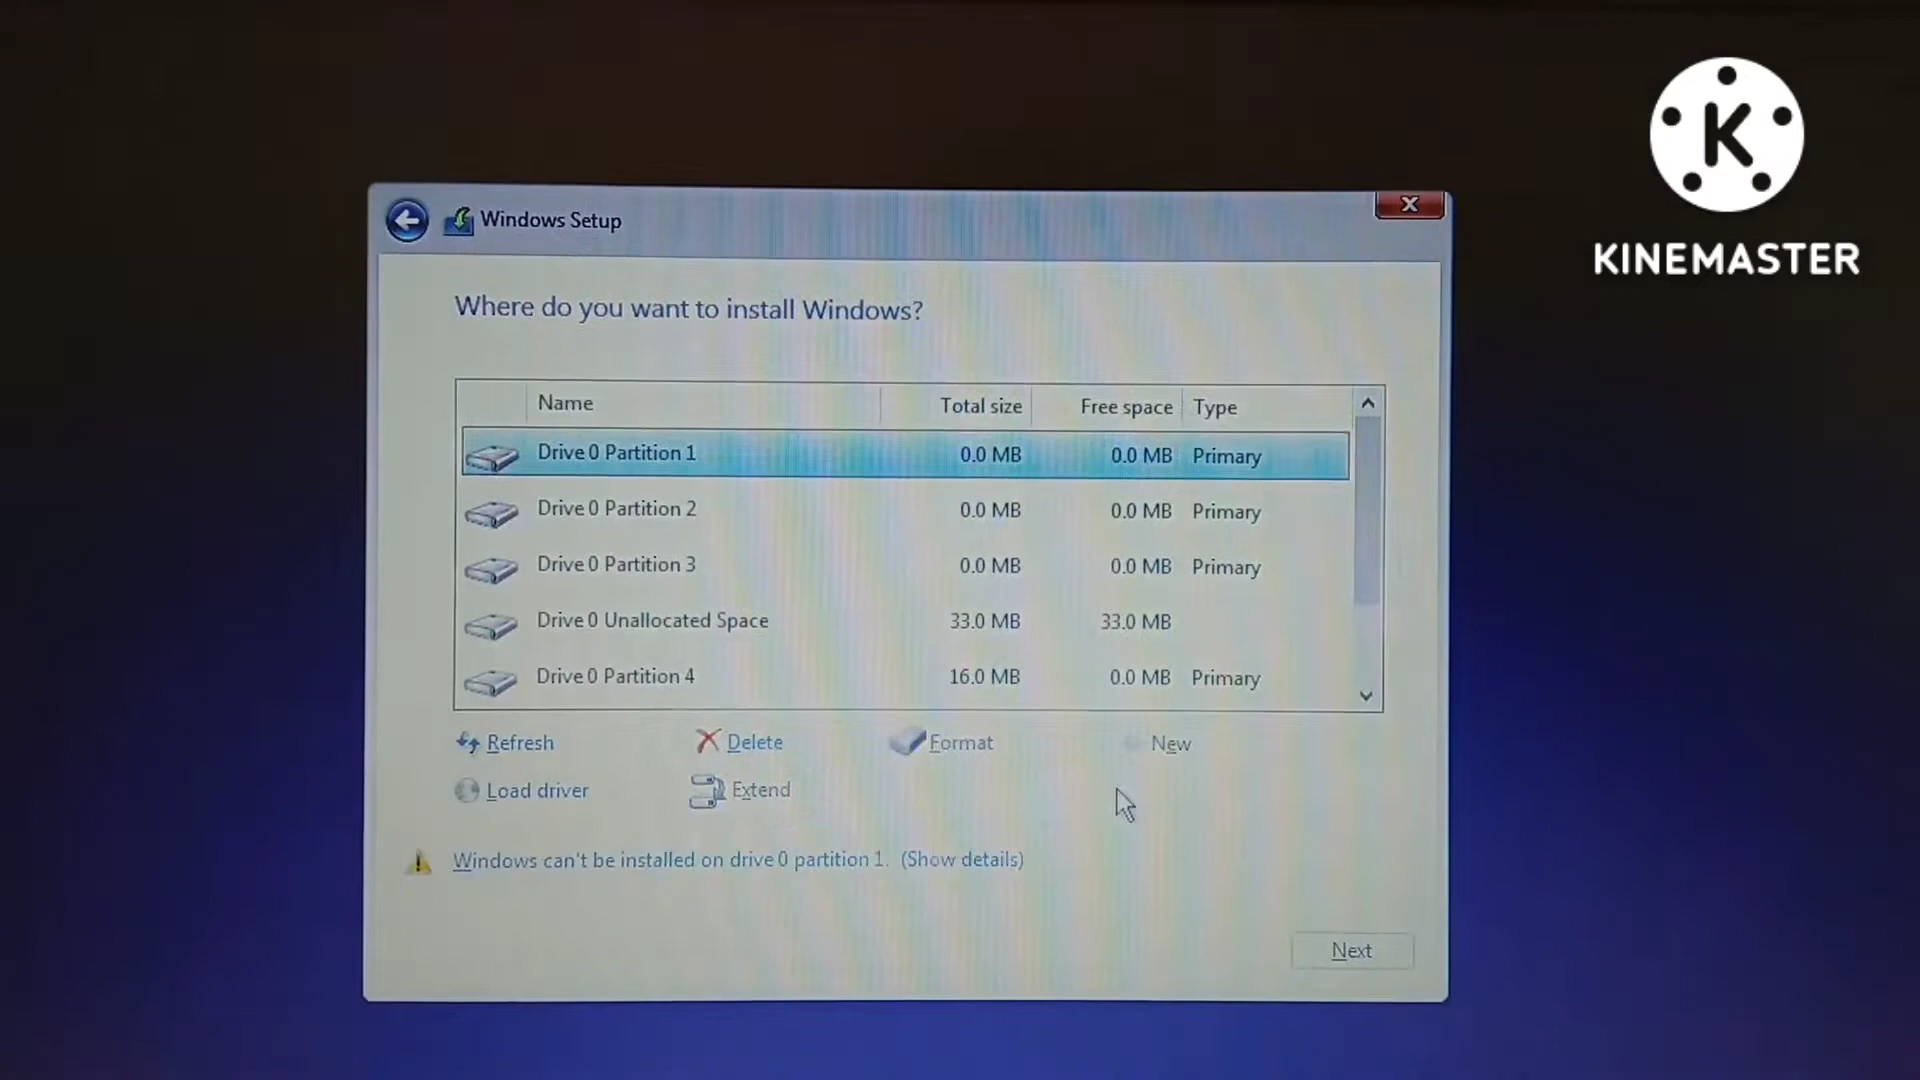 K
KINEMASTER
Windows Setup
x
Where do you want to install Windows?
Name Total size Free space Type
Drive 0 Partition 1 0.0 MB 0.0 MB Primary
Drive 0 Partition 2 0.0 MB 0.0 MB Primary
Drive 0 Partition 3 0.0 MB 0.0 MB Primary
Drive 0 Unallocated Space 33.0 MB 33.0 MB
Drive 0 Partition 4 16.0 MB 0.0 MB Primary
Refresh Delete Format New
Load driver Extend
Windows can't be installed on drive 0 partition 1. (Show details)
Next